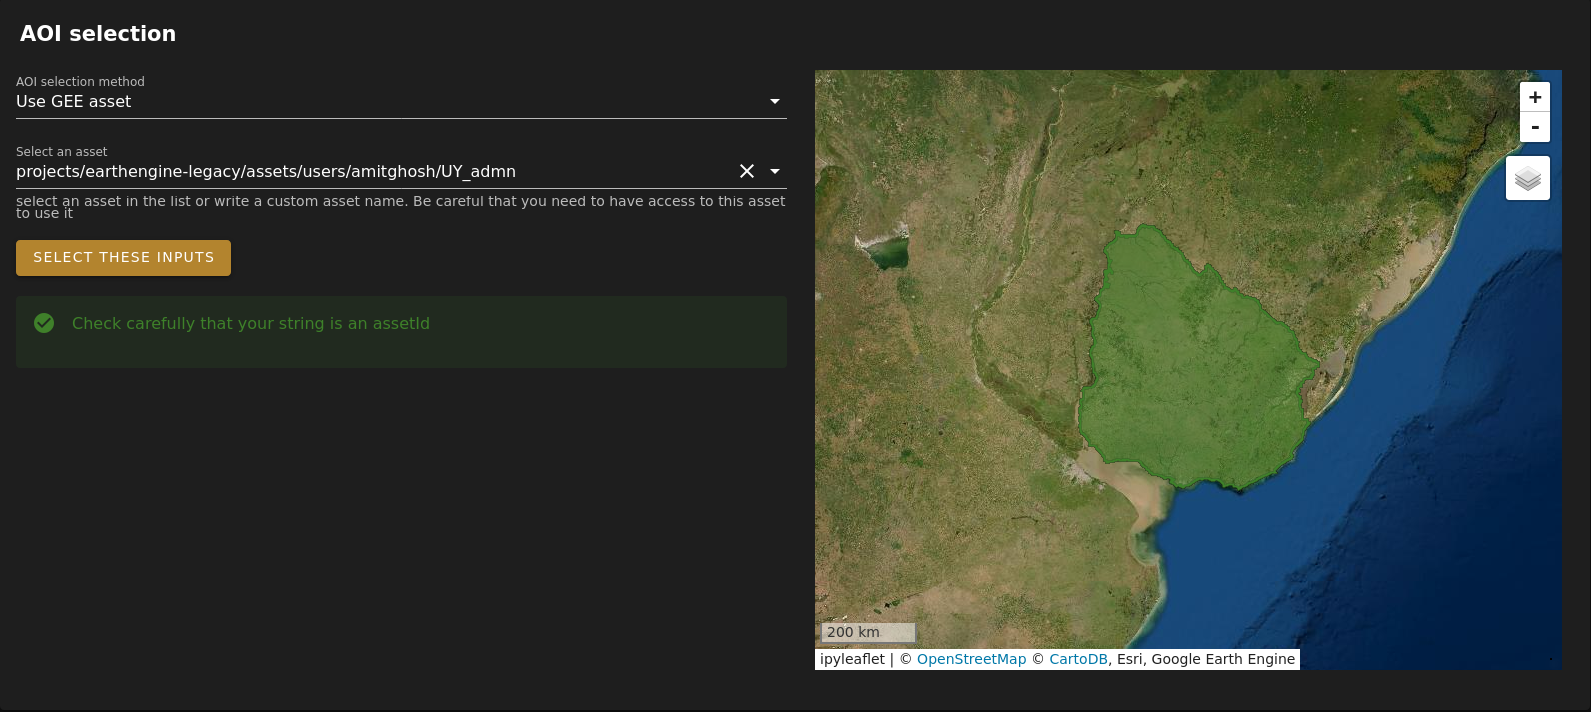 AOI selection
AOI selection method
Use GEE asset
Select an asset
projects/earthengine-legacy/assets/users/amitghosh/UY_admn
select an asset in the list or write a custom asset name. Be careful that you need to have access to this asset
to use it
SELECT THESE INPUTS
Check carefully that your string is an assetId
+
-
200 km
ipyleaflet | © OpenStreetMap © CartoDB, Esri, Google Earth Engine